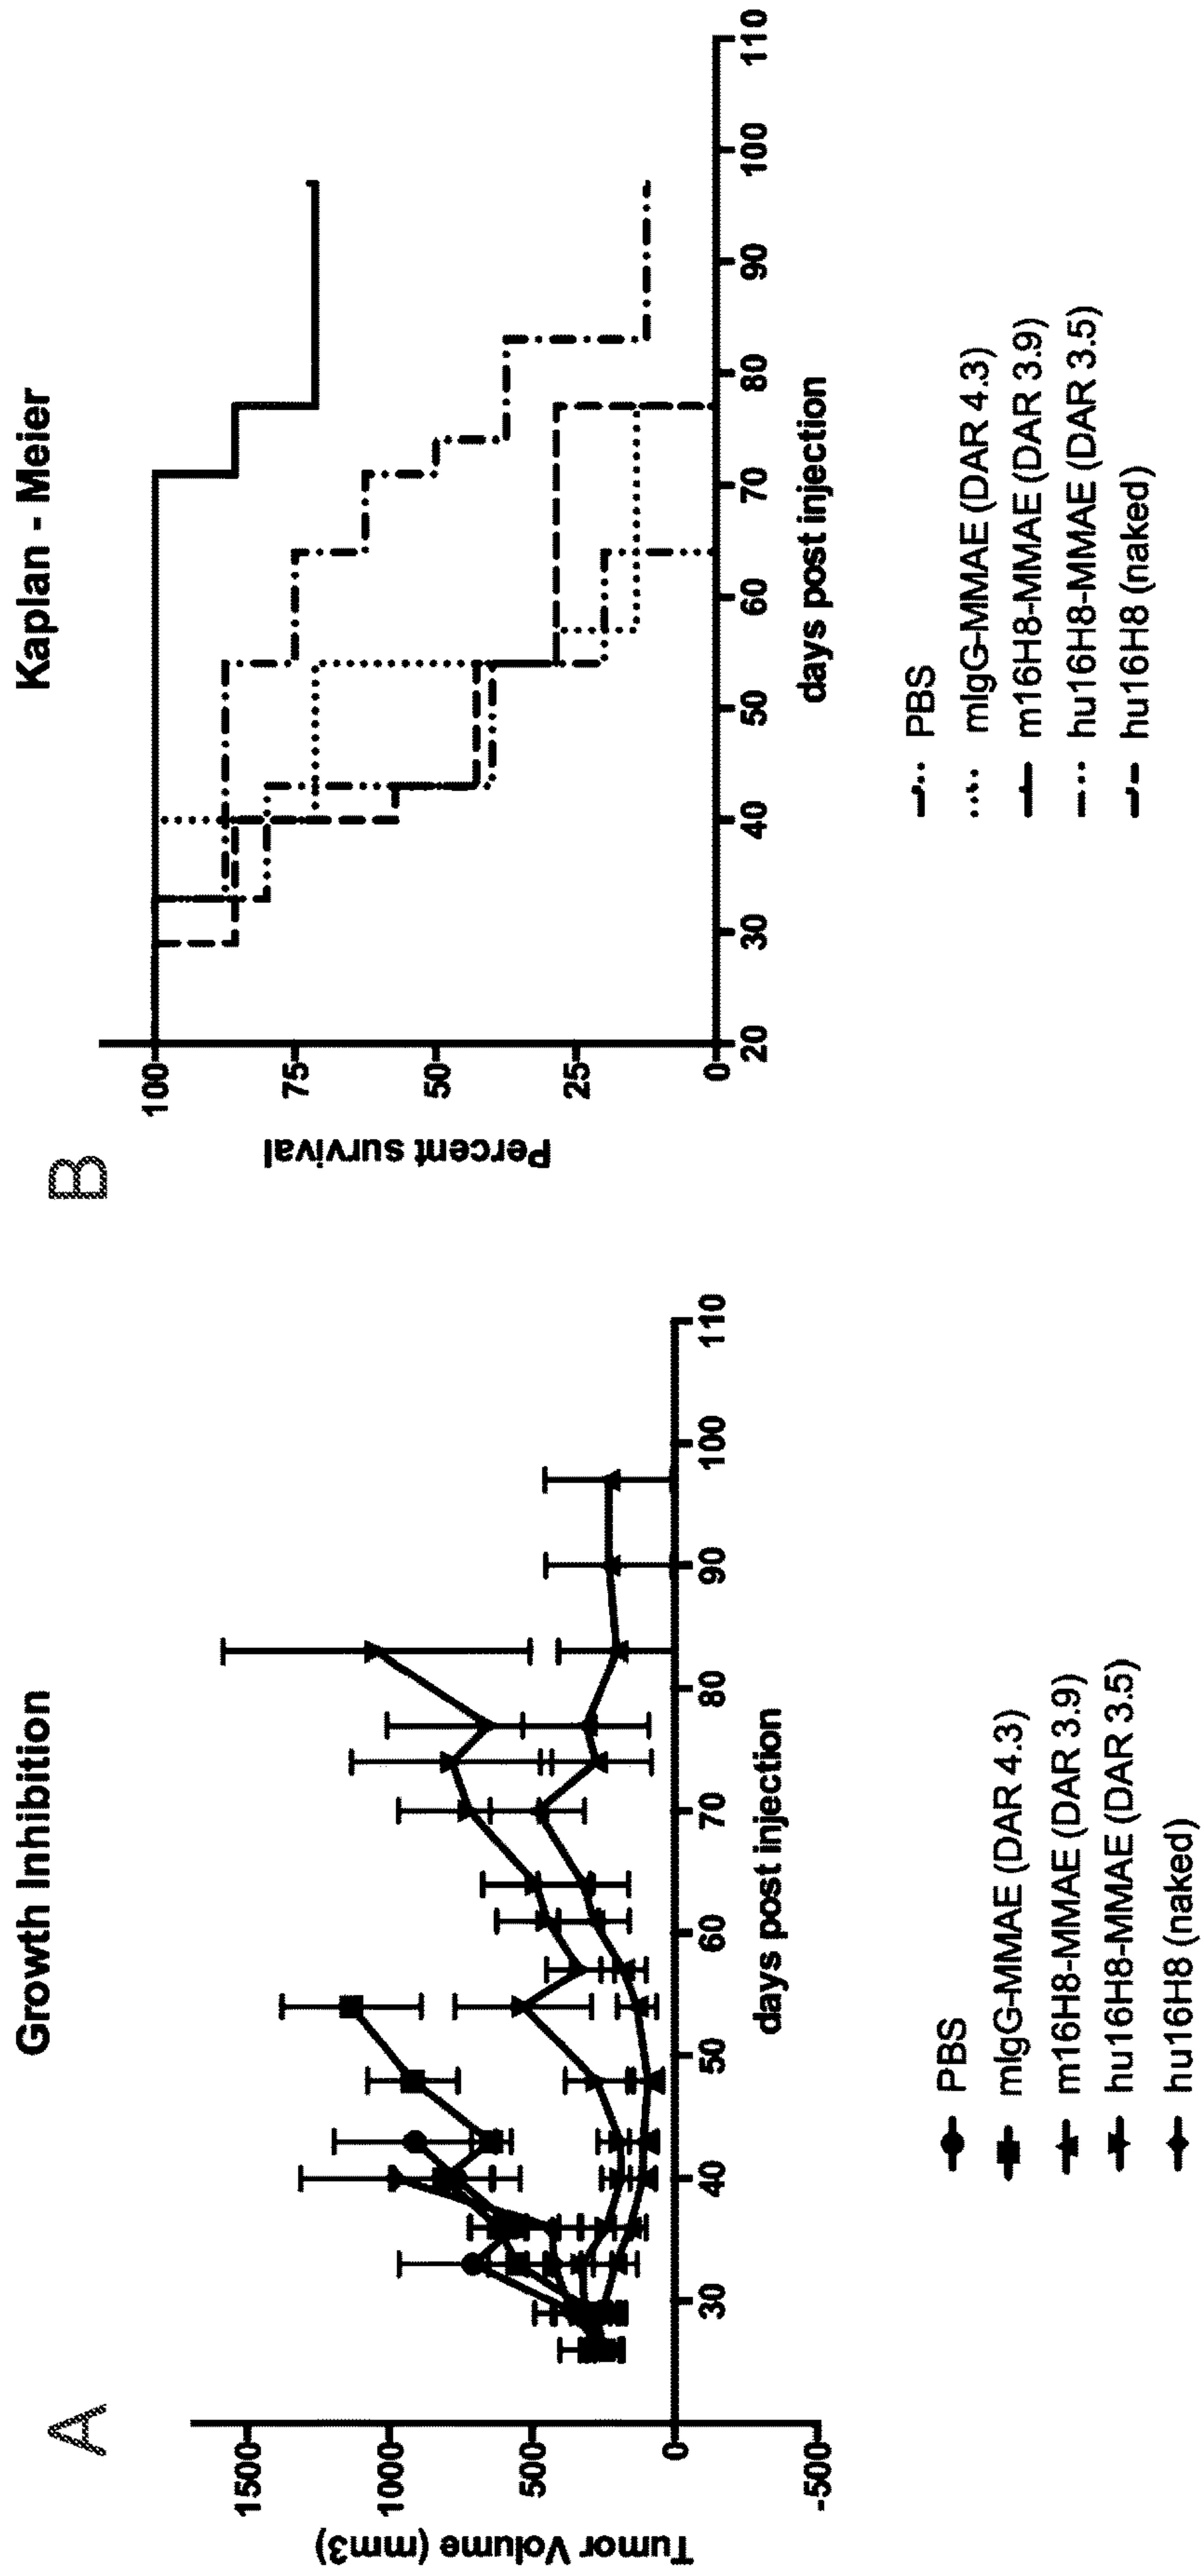 A
Growth Inhibition
Tumor Volume (mm3)
1500
1000
500
0
-500
30
40
50
60
70
80
90
100
110
days post injection
PBS
mIgG-MMAE (DAR 4.3)
m16H8-MMAE (DAR 3.9)
hu16H8-MMAE (DAR 3.5)
hu16H8 (naked)
B
Kaplan - Meier
Percent survival
100
75
50
25
0
20
30
40
50
60
70
80
90
100
110
days post injection
PBS
mIgG-MMAE (DAR 4.3)
m16H8-MMAE (DAR 3.9)
hu16H8-MMAE (DAR 3.5)
hu16H8 (naked)